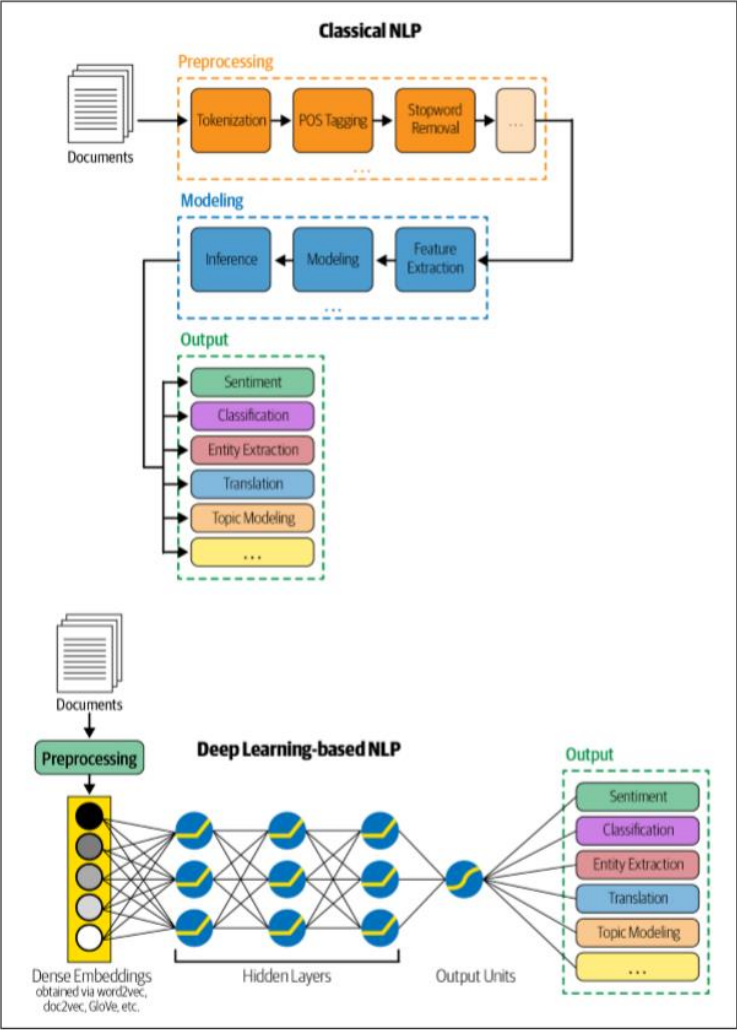 Classical NLP
Preprocessing
Documents
Tokenization
POS Tagging
Stopword
Removal
...
...
Modeling
Inference
Modeling
Feature
Extraction
...
Output
Sentiment
Classification
Entity Extraction
Translation
Topic Modeling
...
Documents
Preprocessing
Deep Learning-based NLP
Output
Sentiment
Classification
Entity Extraction
Translation
Topic Modeling
...
Dense Embeddings
obtained via word2vec,
doc2vec, GloVe, etc.
Hidden Layers
Output Units